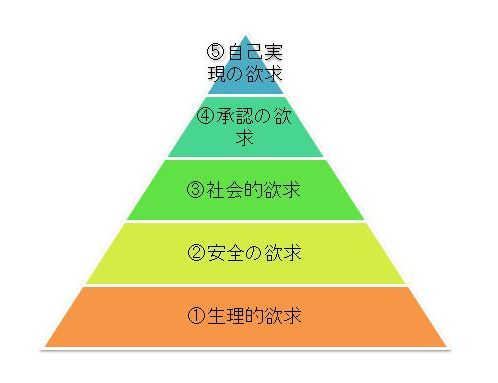 ⑤自己実
現の欲求
④承認の欲
求
③社会的欲求
②安全の欲求
①生理的欲求